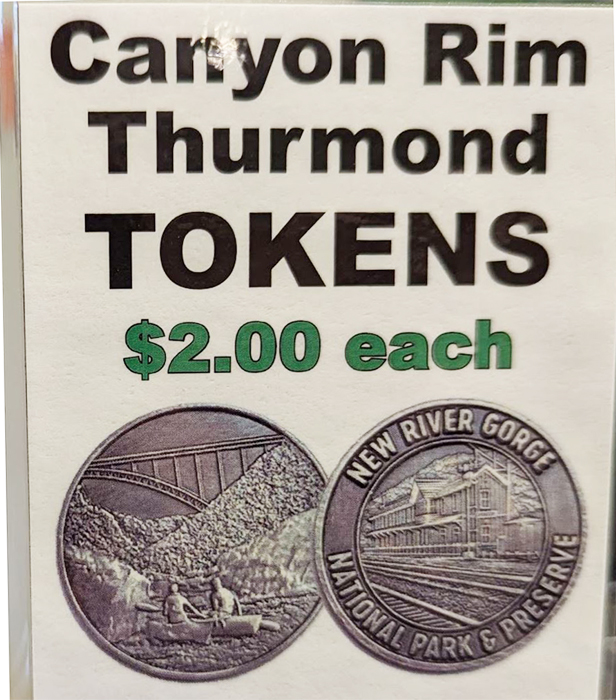 Canyon Rim
Thurmond
TOKENS
$2.00 each
NEW RIVER GORGE
NATIONAL PARK & PRESERVE